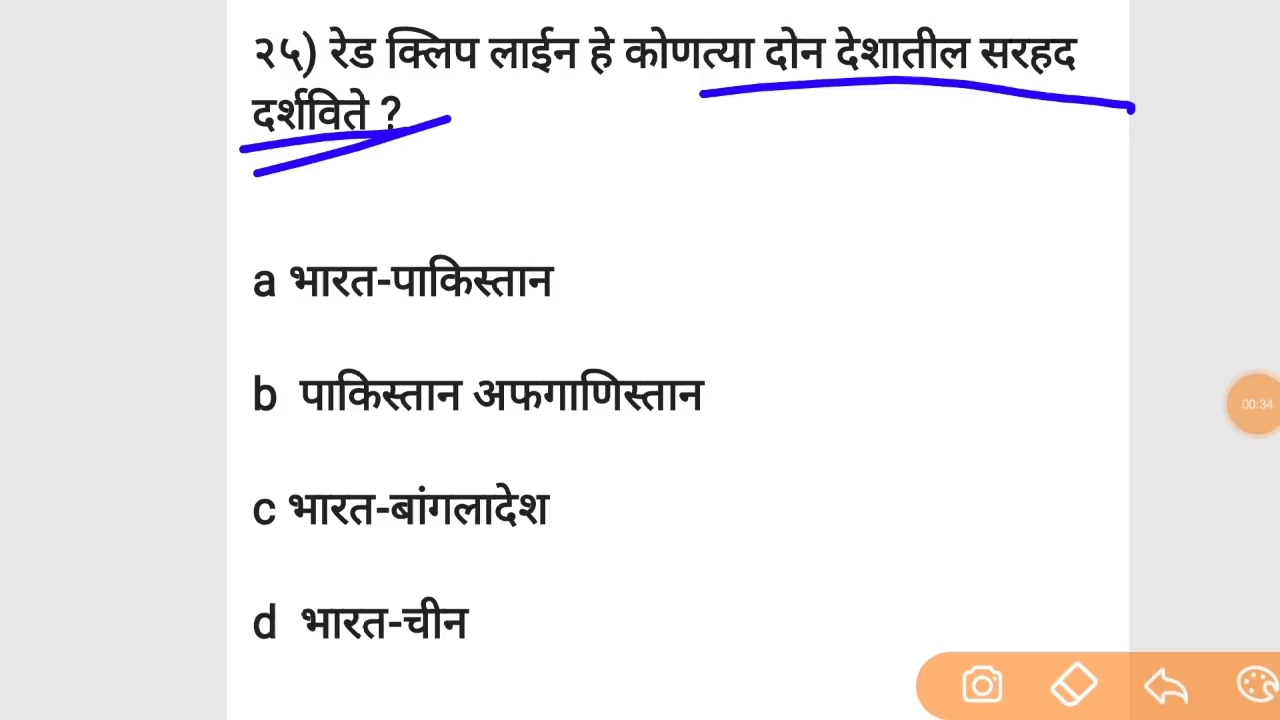 २५) रेड क्लिप लाईन हे कोणत्या दोन देशातील सरहद
दर्शविते ?
a भारत-पाकिस्तान
b पाकिस्तान अफगाणिस्तान
00:34
c भारत-बांगलादेश
d भारत-चीन